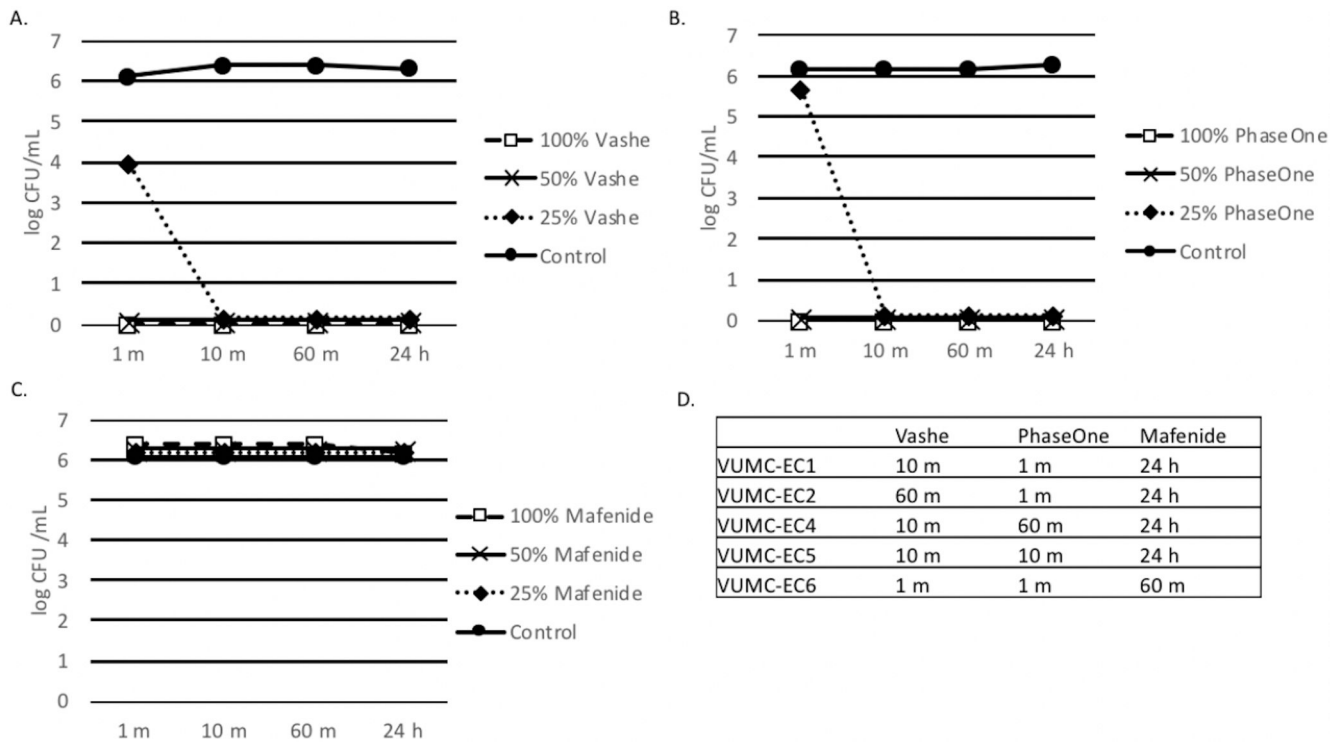 A.
7
6
5
4
3
2
1
0
log CFU/mL
1 m 10 m 60 m 24 h
100% Vashe
50% Vashe
25% Vashe
Control
B.
7
6
5
4
3
2
1
0
log CFU/mL
1 m 10 m 60 m 24 h
100% PhaseOne
50% PhaseOne
25% PhaseOne
Control
C.
7
6
5
4
3
2
1
0
log CFU /mL
1 m 10 m 60 m 24 h
100% Mafenide
50% Mafenide
25% Mafenide
Control
D.
Vashe PhaseOne Mafenide
VUMC-EC1 10 m 1 m 24 h
VUMC-EC2 60 m 1 m 24 h
VUMC-EC4 10 m 60 m 24 h
VUMC-EC5 10 m 10 m 24 h
VUMC-EC6 1 m 1 m 60 m